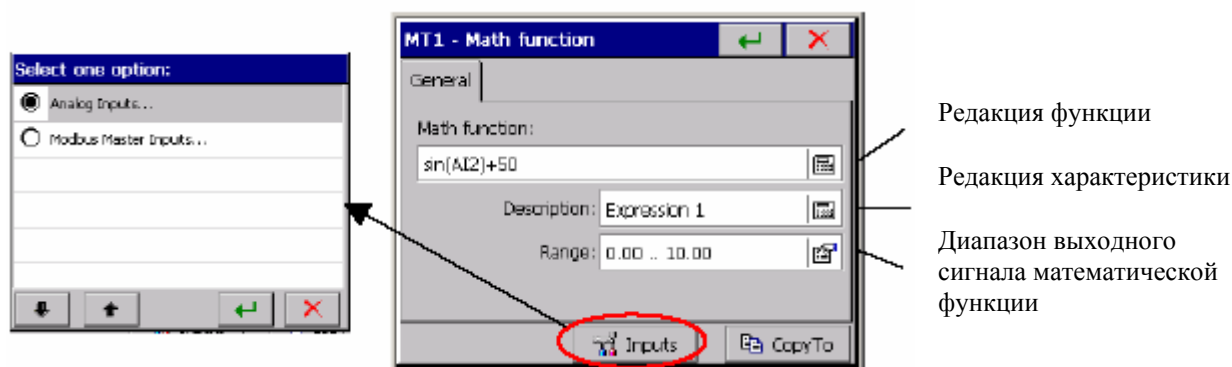 Select one option:
Analog Inputs...
Modbus Master Inputs...
MT1 - Math function
General
Math function:
sin(AI2)+50
Description: Expression 1
Range: 0.00 .. 10.00
Inputs
CopyTo
Редакция функции
Редакция характеристики
Диапазон выходного
сигнала математической
функции